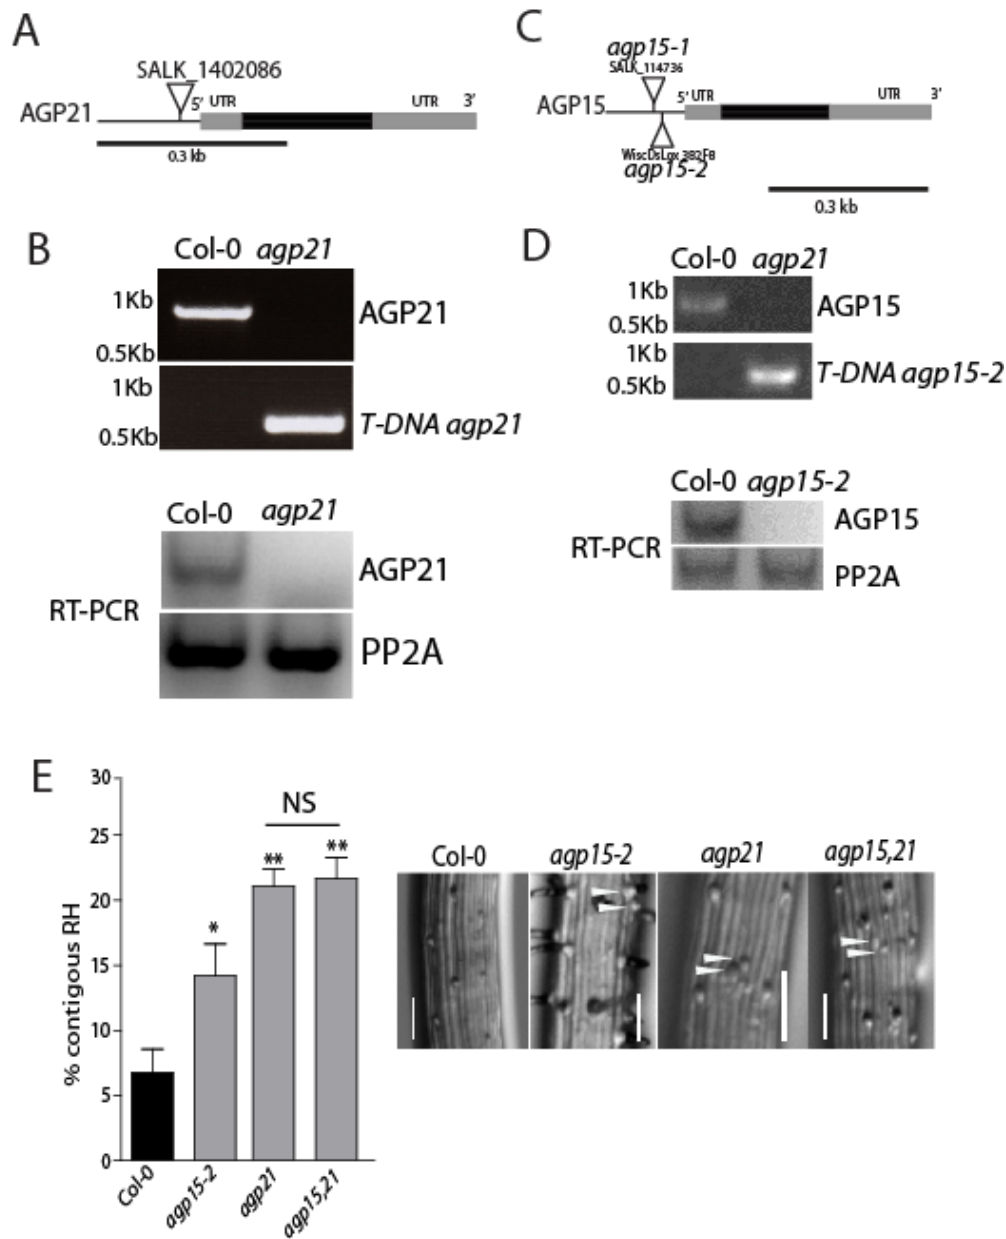 A
SALK_1402086
AGP21
5'
UTR
UTR
3'
0.3 kb
B
Col-0 agp21
1Kb
AGP21
0.5Kb
1Kb
T-DNA agp21
0.5Kb
Col-0 agp21
AGP21
RT-PCR
PP2A
C
agp15-1
SALK_114736
AGP15
5' UTR
UTR
3'
WiscDsLox 382F8
agp15-2
0.3 kb
D
Col-0 agp21
1Kb
AGP15
0.5Kb
1Kb
T-DNA agp15-2
0.5Kb
Col-0 agp15-2
AGP15
RT-PCR
PP2A
E
% contigous RH
30
25
20
15
10
5
0
NS
*
**
**
Col-0
agp15-2
agp21
agp15,21
Col-0
agp15-2
agp21
agp15,21